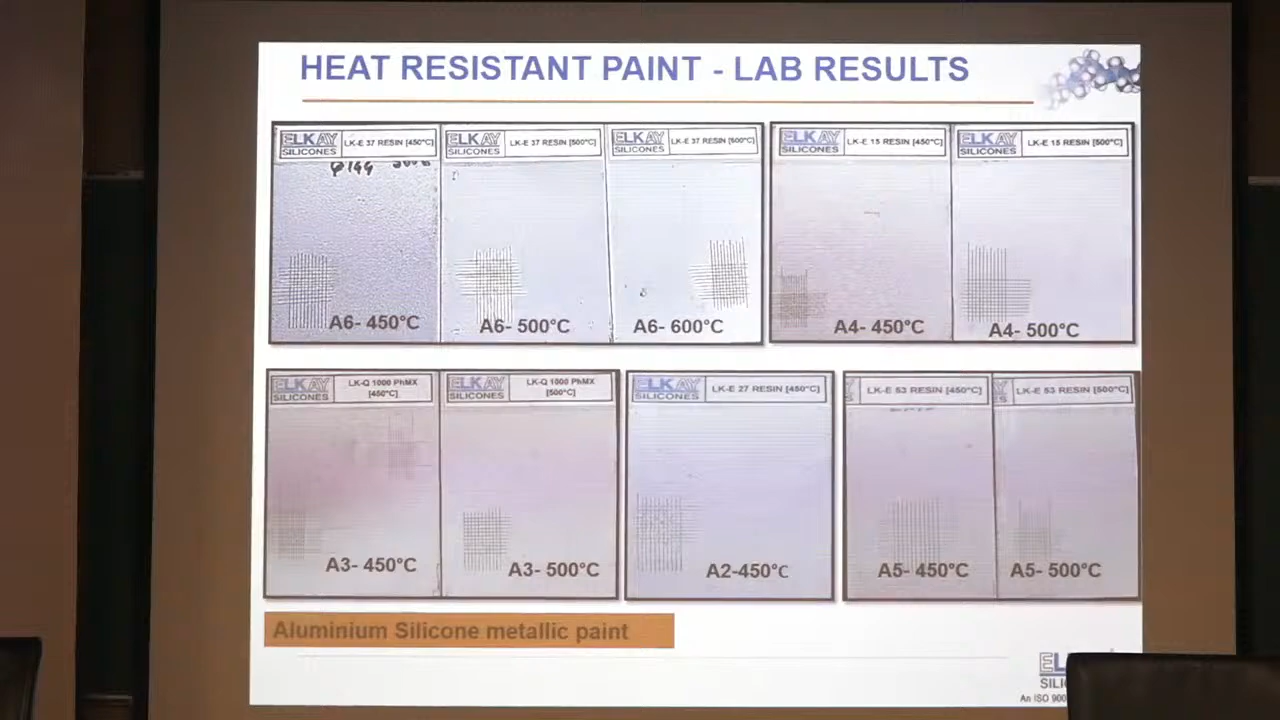 HEAT RESISTANT PAINT - LAB RESULTS
ELKAY SILICONES LK-E 37 RESIN [450°C]
ELKAY SILICONES LK-E 37 RESIN [500°C]
ELKAY SILICONES LK-E 37 RESIN [600°C]
ELKAY SILICONES LK-E 15 RESIN [450°C]
ELKAY SILICONES LK-E 15 RESIN [500°C]
A6- 450°C
A6- 500°C
A6- 600°C
A4- 450°C
A4- 500°C
ELKAY SILICONES LK-Q 1000 PhMX [450°C]
ELKAY SILICONES LK-Q 1000 PhMX [500°C]
ELKAY SILICONES LK-E 27 RESIN [450°C]
LK-E 53 RESIN [450°C]
LK-E 53 RESIN [500°C]
A3- 450°C
A3- 500°C
A2-450°C
A5- 450°C
A5- 500°C
Aluminium Silicone metallic paint
An ISO 900